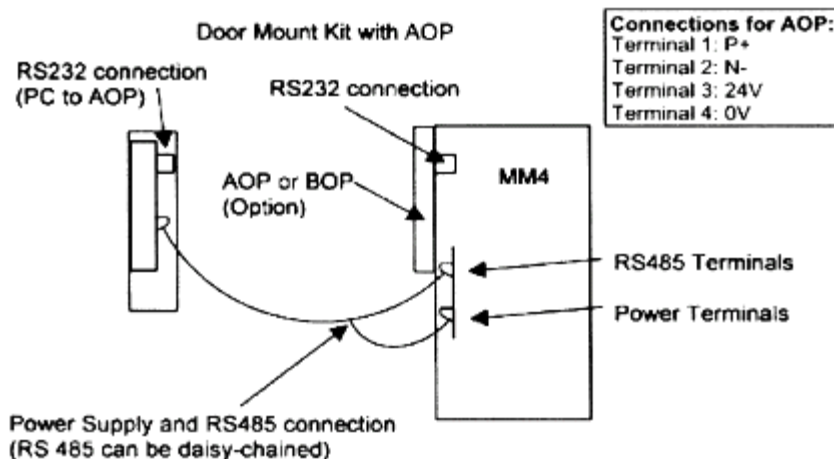 Door Mount Kit with AOP
Connections for AOP:
Terminal 1: P+
Terminal 2: N-
Terminal 3: 24V
Terminal 4: 0V
RS232 connection
(PC to AOP)
RS232 connection
AOP or BOP
(Option)
MM4
RS485 Terminals
Power Terminals
Power Supply and RS485 connection
(RS 485 can be daisy-chained)